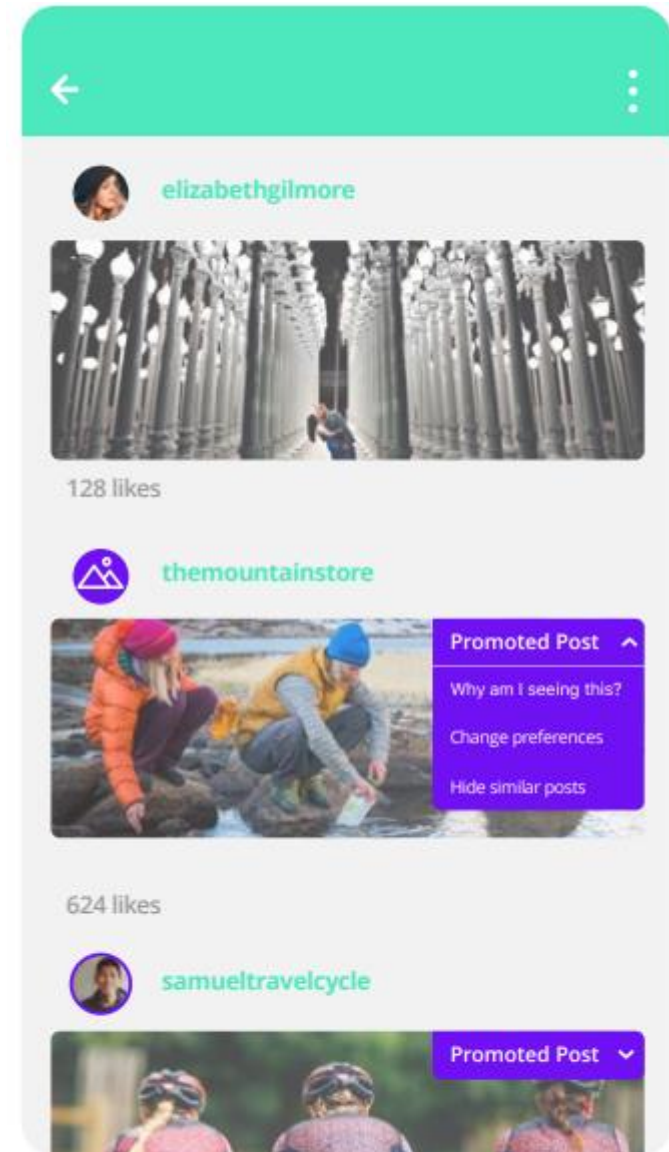 elizabethgilmore
128 likes
themountainstore
Promoted Post
Why am I seeing this?
Change preferences
Hide similar posts
624 likes
samueltravelcycle
Promoted Post